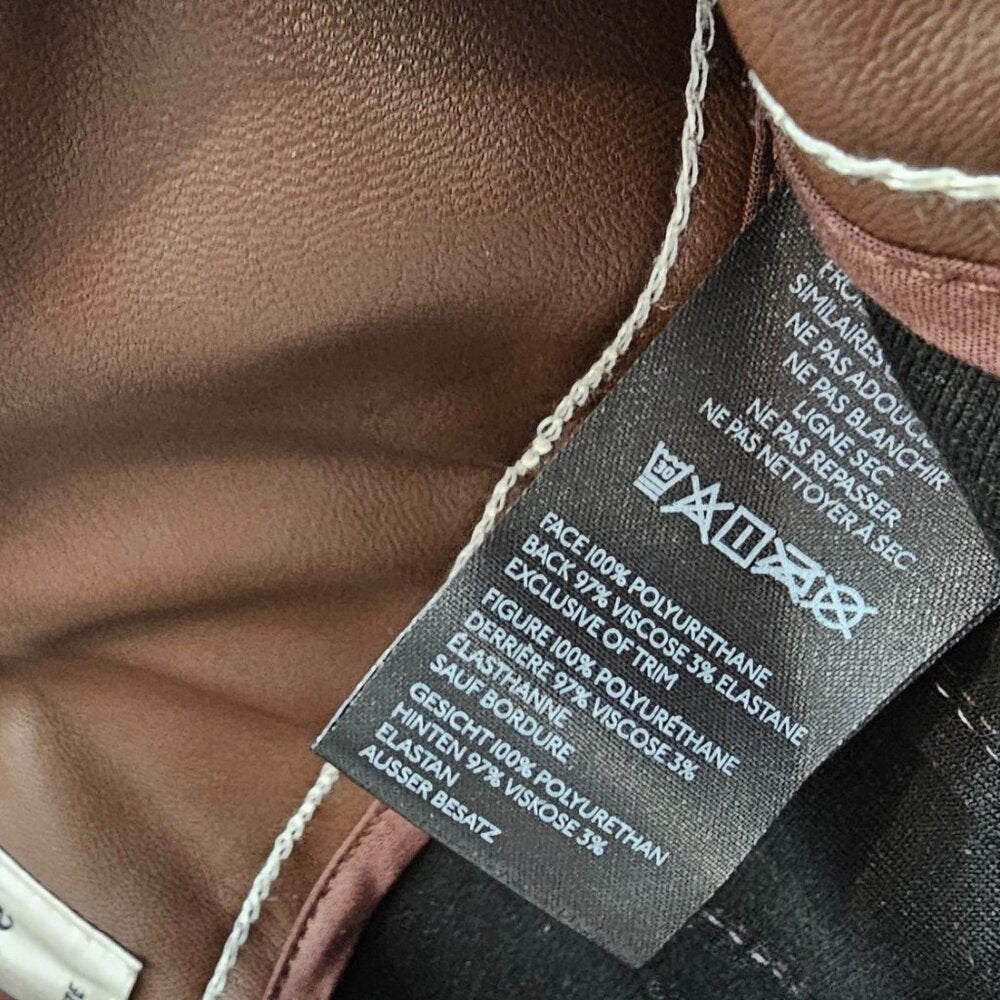 SIMILAIRES
NE PAS
NE PAS BLANCHIR
LIGNE SEC
NE PAS REPASSER
NE PAS NETTOYER À SEC
30
FACE 100% POLYURETHANE
BACK 97% VISCOSE 3% ELASTANE
EXCLUSIVE OF TRIM
FIGURE 100% POLYURÉTHANE
DERRIÈRE 97% VISCOSE 3%
ÉLASTHANNE
SAUF BORDURE
GESICHT 100% POLYURETHAN
HINTEN 97% VISKOSE 3%
ELASTAN
AUSSER BESATZ